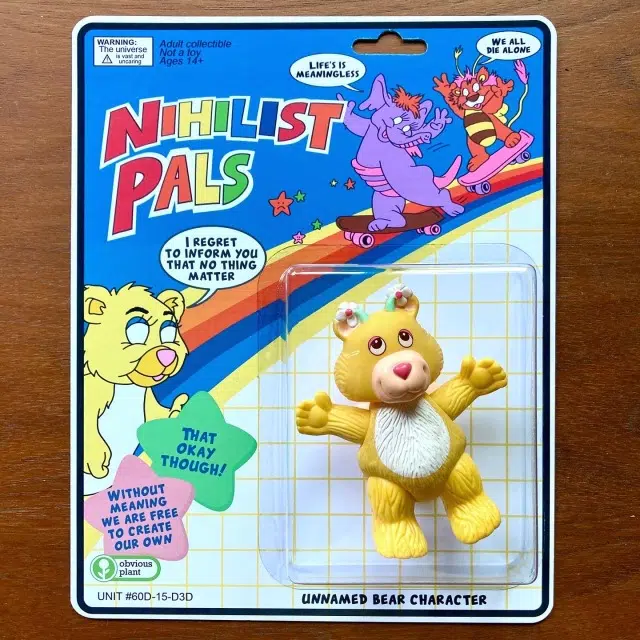 WARNING:
The universe
is vast and
uncaring
Adult collectible
Not a toy
Ages 14+
LIFE'S IS
MEANINGLESS
WE ALL
DIE ALONE
NIHILIST
PALS
I REGRET
TO INFORM YOU
THAT NO THING
MATTER
THAT
OKAY
THOUGH!
WITHOUT
MEANING
WE ARE FREE
TO CREATE
OUR OWN
obvious
plant
UNIT #60D-15-D3D
UNNAMED BEAR CHARACTER